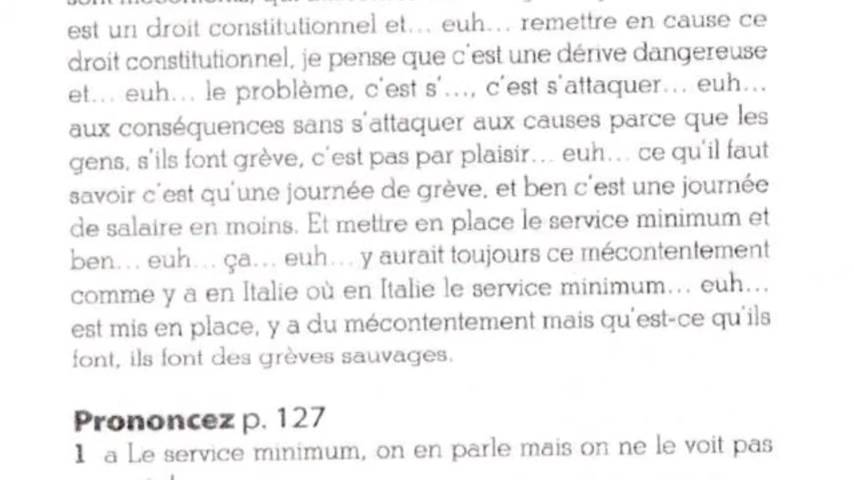 est un droit constitutionnel et... euh... remettre en cause ce
droit constitutionnel, je pense que c'est une dérive dangereuse
et... euh... le problème, c'est s'..., c'est s'attaquer... euh...
aux conséquences sans s'attaquer aux causes parce que les
gens, s'ils font grève, c'est pas par plaisir... euh... ce qu'il faut
savoir c'est qu'une journée de grève, et ben c'est une journée
de salaire en moins. Et mettre en place le service minimum et
ben... euh... ça... euh... y aurait toujours ce mécontentement
comme y a en Italie où en Italie le service minimum... euh...
est mis en place, y a du mécontentement mais qu'est-ce qu'ils
font, ils font des grèves sauvages.
Prononcez p. 127
1 a Le service minimum, on en parle mais on ne le voit pas